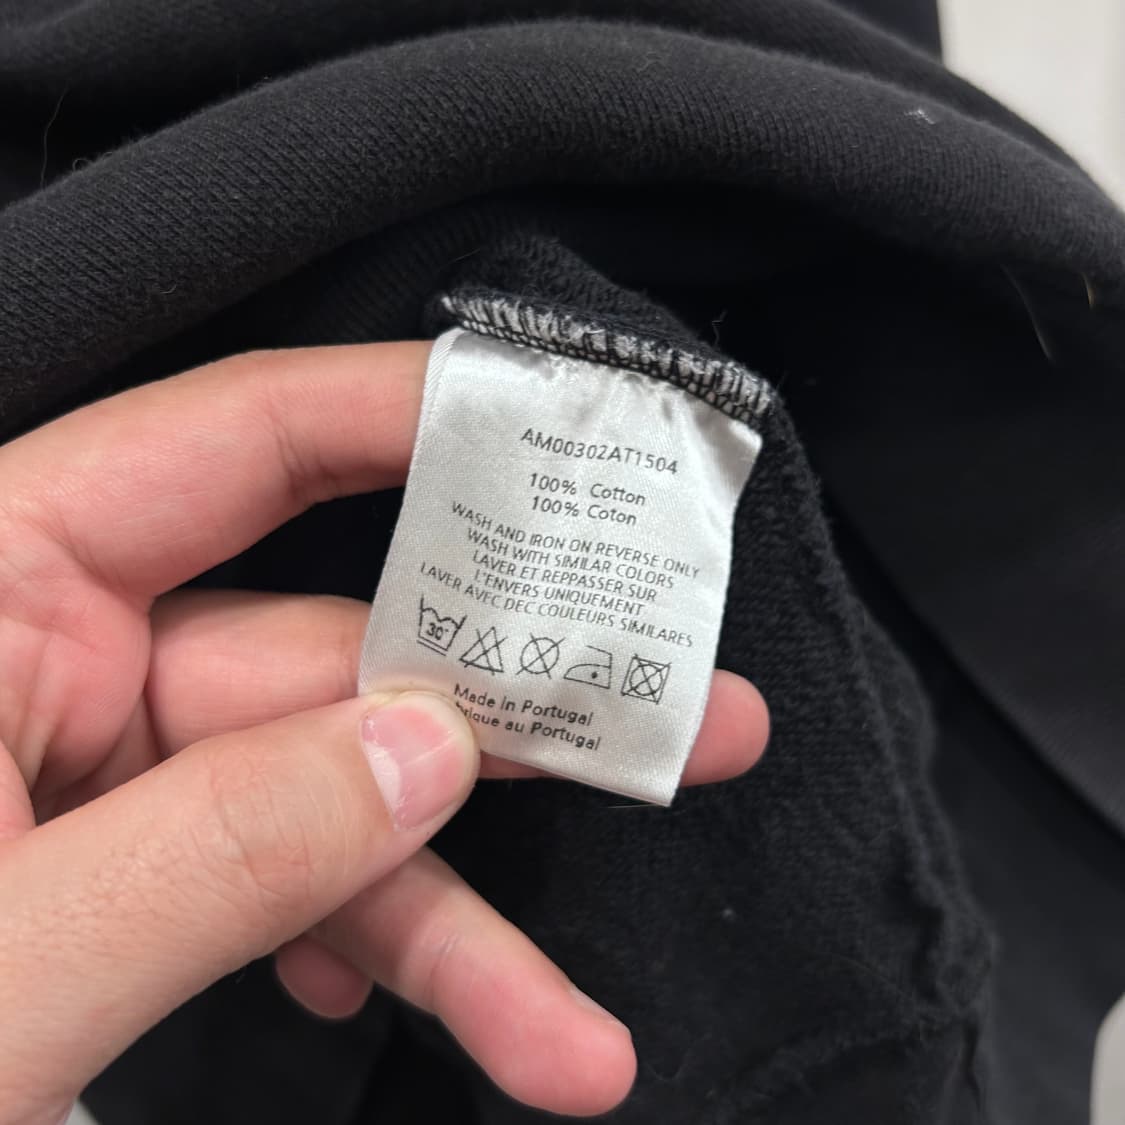 AM00302AT1504
100% Cotton
100% Coton
WASH AND IRON ON REVERSE ONLY
WASH WITH SIMILAR COLORS
LAVER ET REPPASSER SUR
L'ENVERS UNIQUEMENT
LAVER AVEC DEC COULEURS SIMILARES
30°
Made in Portugal
brique au Portugal